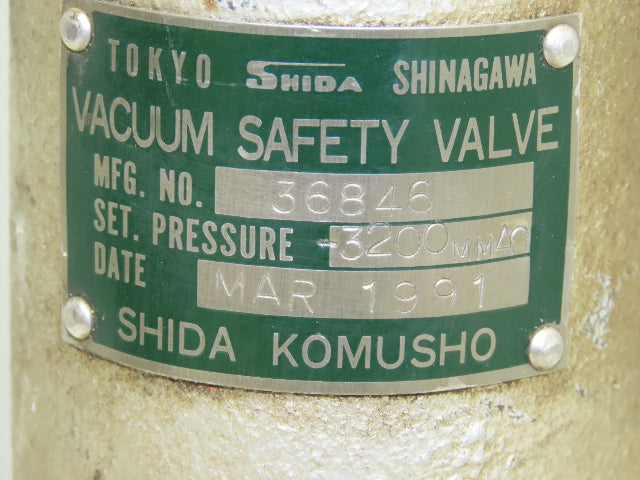 TOKYO SHIDA SHINAGAWA
VACUUM SAFETY VALVE
MFG. NO. 36846
SET. PRESSURE -3200 MMAq
DATE MAR 1991
SHIDA KOMUSHO